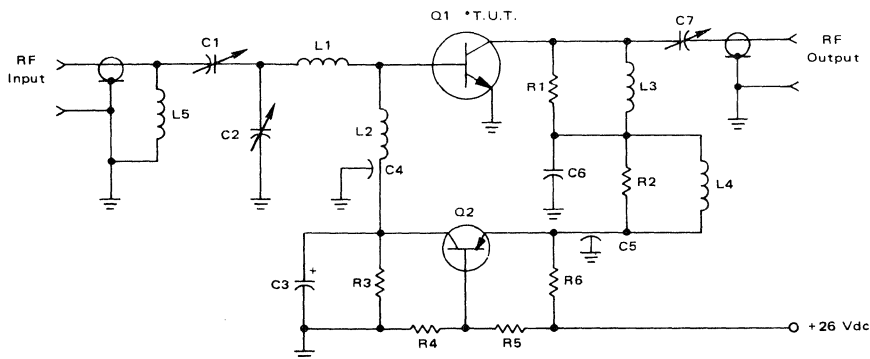 Q1 *T.U.T.
C7
C1
L1
RF
Input
RF
Output
R1
L3
L5
C2
L2
C4
C6
R2
L4
Q2
C5
C3
+
R3
R6
R4
R5
+26 Vdc